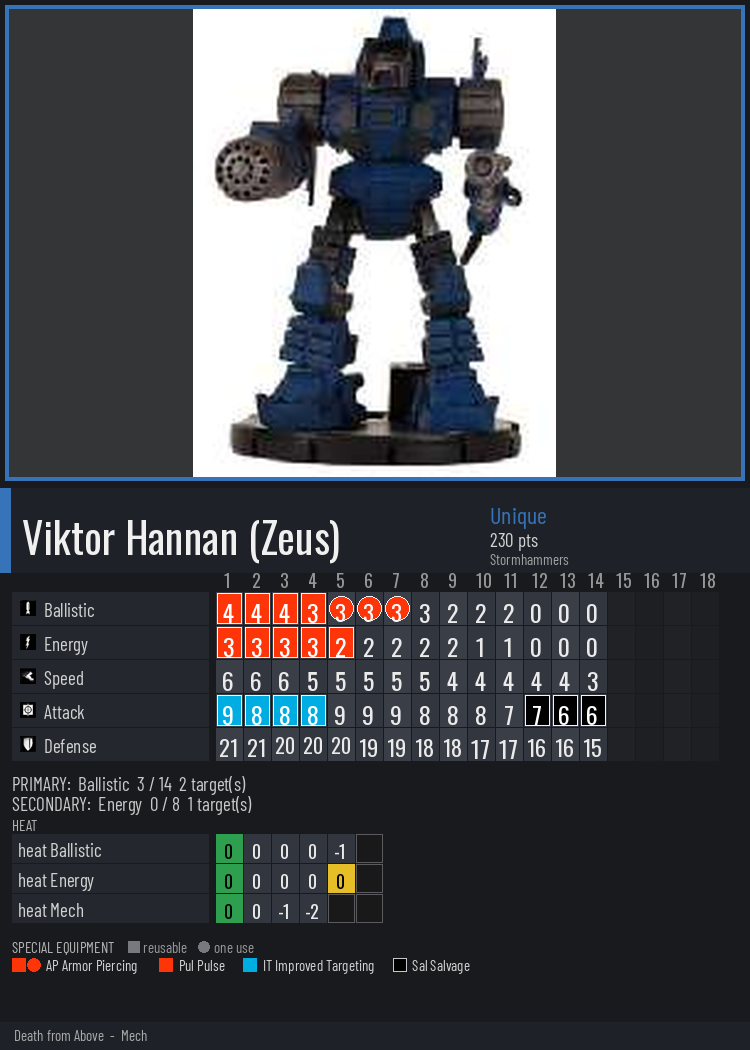 Viktor Hannan (Zeus)
Unique
230 pts
Stormhammers
1 2 3 4 5 6 7 8 9 10 11 12 13 14 15 16 17 18
Ballistic 4 4 4 3 3 3 3 3 2 2 2 0 0 0
Energy 3 3 3 3 2 2 2 2 2 1 1 0 0 0
Speed 6 6 6 5 5 5 5 5 4 4 4 4 4 3
Attack 9 8 8 8 9 9 9 8 8 8 7 7 6 6
Defense 21 21 20 20 20 19 19 18 18 17 17 16 16 15
PRIMARY: Ballistic 3 / 14 2 target(s)
SECONDARY: Energy 0 / 8 1 target(s)
HEAT
heat Ballistic 0 0 0 0 -1
heat Energy 0 0 0 0 0
heat Mech 0 0 -1 -2
SPECIAL EQUIPMENT reusable one use
AP Armor Piercing Pul Pulse IT Improved Targeting Sal Salvage
Death from Above - Mech